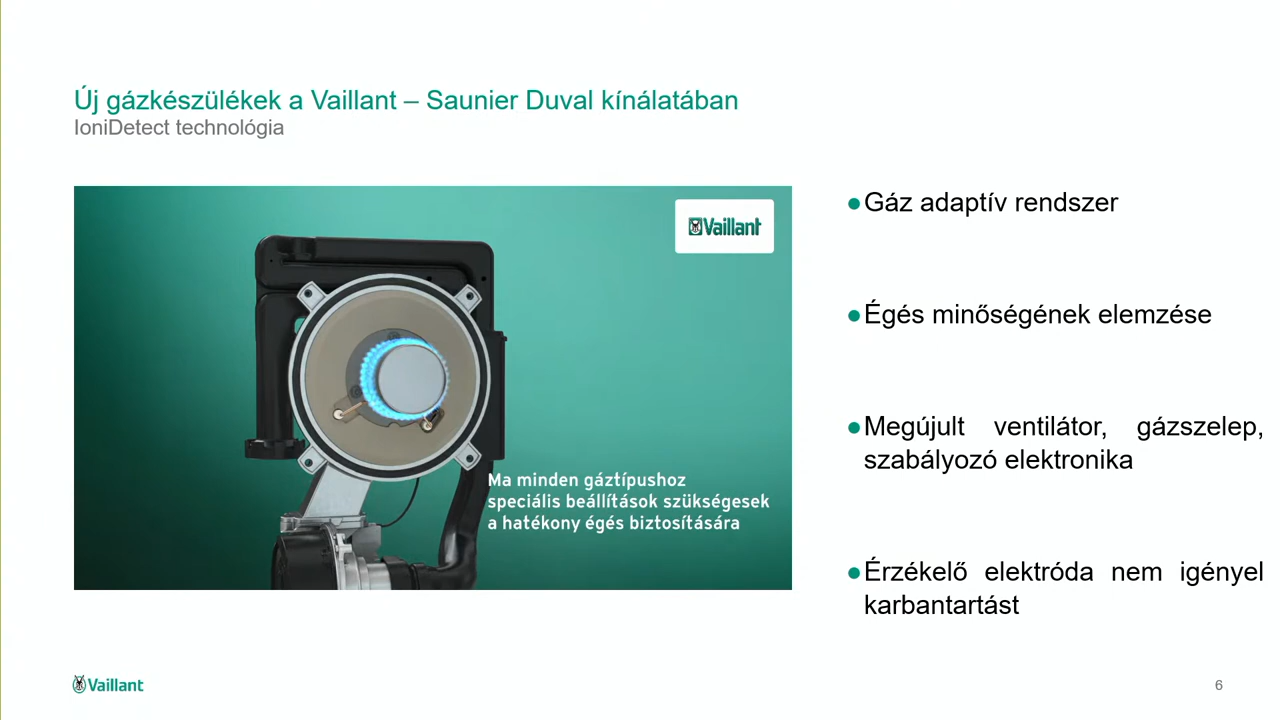 Új gázkészülékek a Vaillant – Saunier Duval kínálatában
IoniDetect technológia
Vaillant
Ma minden gáztípushoz
speciális beállítások szükségesek
a hatékony égés biztosítására
●Gáz adaptív rendszer
●Égés minőségének elemzése
●Megújult ventilátor, gázszelep,
szabályozó elektronika
●Érzékelő elektróda nem igényel
karbantartást
Vaillant
6